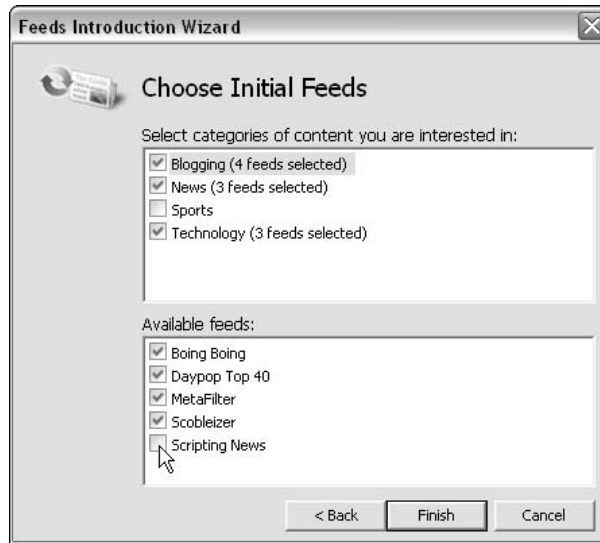 Feeds Introduction Wizard
Choose Initial Feeds
Select categories of content you are interested in:
Blogging (4 feeds selected)
News (3 feeds selected)
Sports
Technology (3 feeds selected)
Available feeds:
Boing Boing
Daypop Top 40
MetaFilter
Scobleizer
Scripting News
< Back Finish Cancel